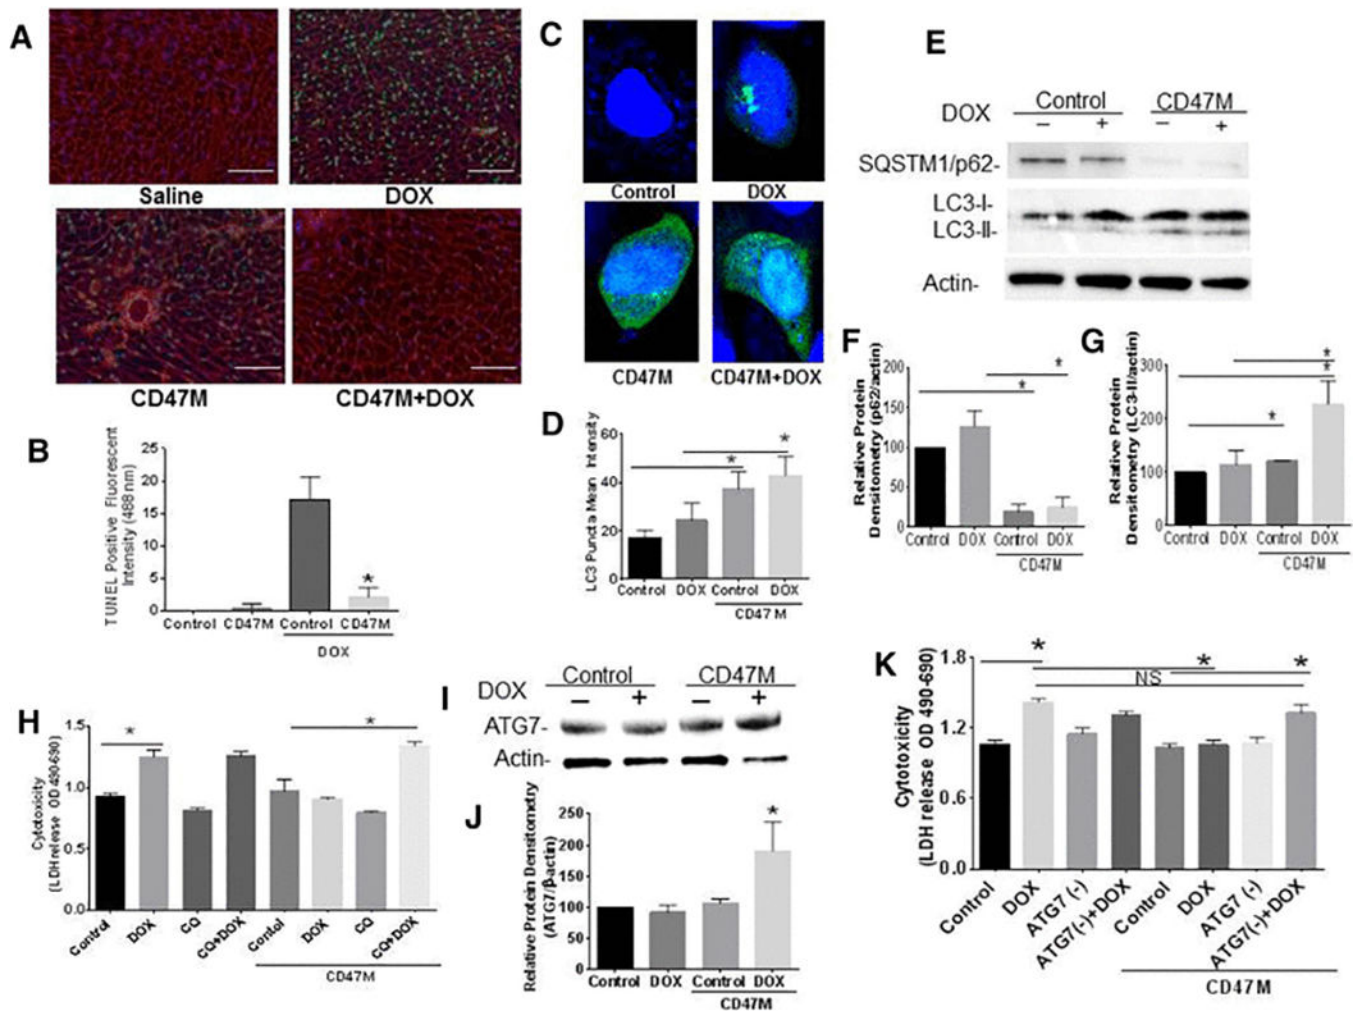 A
Saline
DOX
CD47M
CD47M+DOX
B
TUNEL Positive Fluorescent
Intensity (488 nm)
25
20
15
10
5
0
Control
CD47M
Control
CD47M
DOX
*
C
Control
DOX
CD47M
CD47M+DOX
D
LC3 Puncta Mean Intensity
60
40
20
0
* *
Control
DOX
Control
DOX
CD47M
E
Control
CD47M
DOX
− + − +
SQSTM1/p62-
LC3-I-
LC3-II-
Actin-
F
Relative Protein
Densitometry (p62/actin)
200
150
100
50
0
* *
Control
DOX
Control
DOX
CD47M
G
Relative Protein
Densitometry (LC3-II/actin)
300
200
100
0
*
*
*
Control
DOX
Control
DOX
CD47M
H
Cytotoxicity
(LDH release OD 490-690)
1.5
1.0
0.5
0.0
* *
Control
DOX
CQ
CQ+DOX
Control
DOX
CQ
CQ+DOX
CD47M
I
Control
CD47M
DOX
− + − +
ATG7-
Actin-
J
Relative Protein Densitometry
(ATG7/βactin)
250
200
150
100
50
0
*
Control
DOX
Control
DOX
CD47M
K
Cytotoxicity
(LDH release OD 490-690)
1.8
1.2
0.6
0.0
* * *
NS
Control
DOX
ATG7 (-)
ATG7(-)+DOX
Control
DOX
ATG7 (-)
ATG7(-)+DOX
CD47M